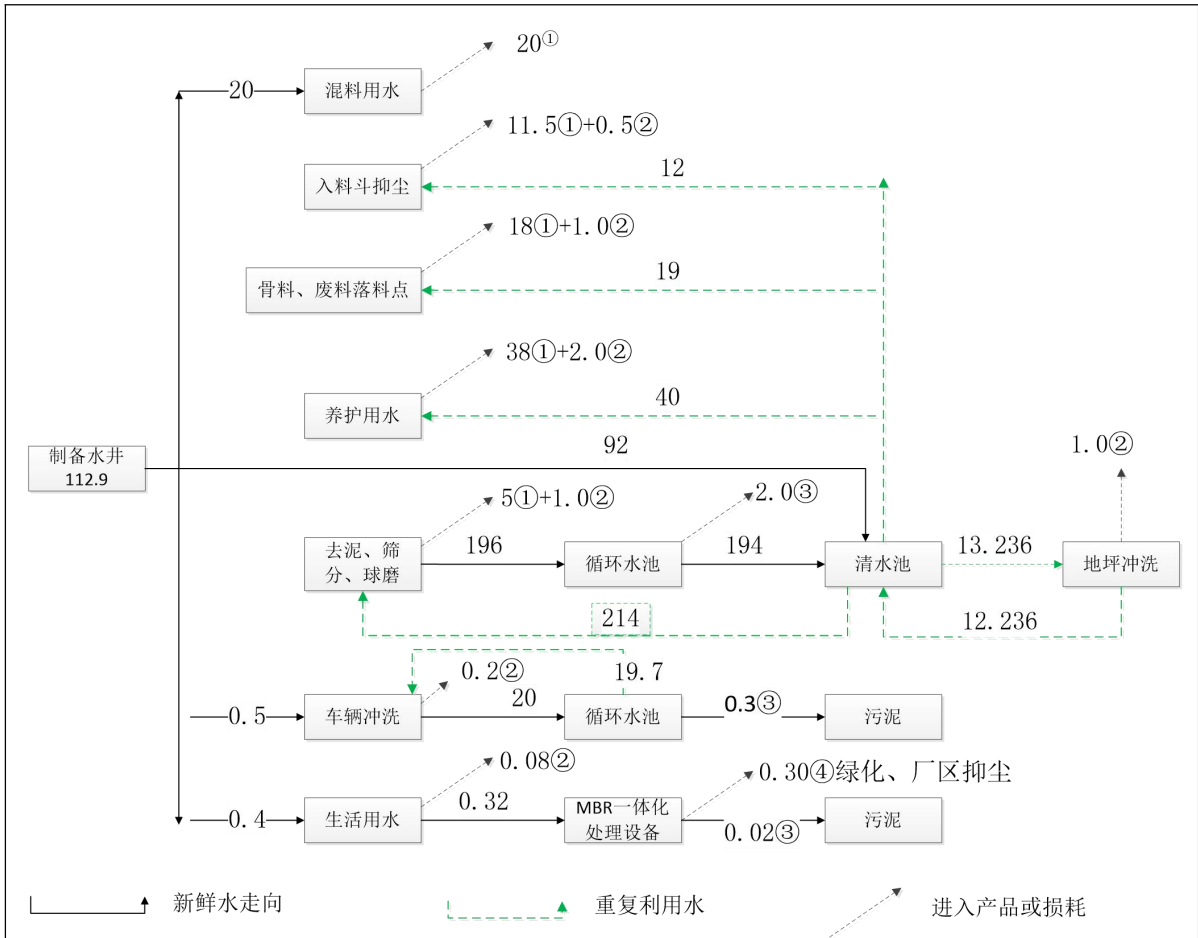 20①
20
混料用水
11.5①+0.5②
12
入料斗抑尘
18①+1.0②
19
骨料、废料落料点
38①+2.0②
40
养护用水
92
制备水井
112.9
1.0②
5①+1.0②
2.0③
去泥、筛
分、球磨
196
循环水池
194
清水池
13.236
地坪冲洗
214
12.236
0.2②
19.7
0.5
车辆冲洗
20
循环水池
0.3③
污泥
0.08②
0.30④绿化、厂区抑尘
0.4
生活用水
0.32
MBR一体化
处理设备
0.02③
污泥
新鲜水走向
重复利用水
进入产品或损耗